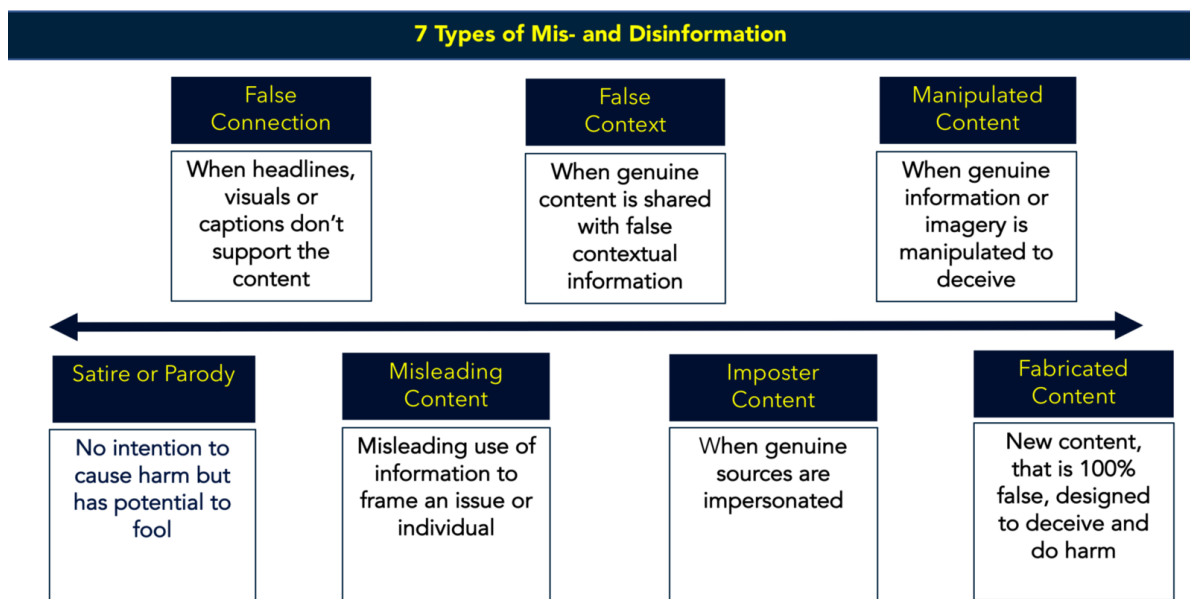 7 Types of Mis- and Disinformation
False
Connection
When headlines,
visuals or
captions don't
support the
content
False
Context
When genuine
content is shared
with false
contextual
information
Manipulated
Content
When genuine
information or
imagery is
manipulated to
deceive
Satire or Parody
No intention to
cause harm but
has potential to
fool
Misleading
Content
Misleading use of
information to
frame an issue or
individual
Imposter
Content
When genuine
sources are
impersonated
Fabricated
Content
New content,
that is 100%
false, designed
to deceive and
do harm